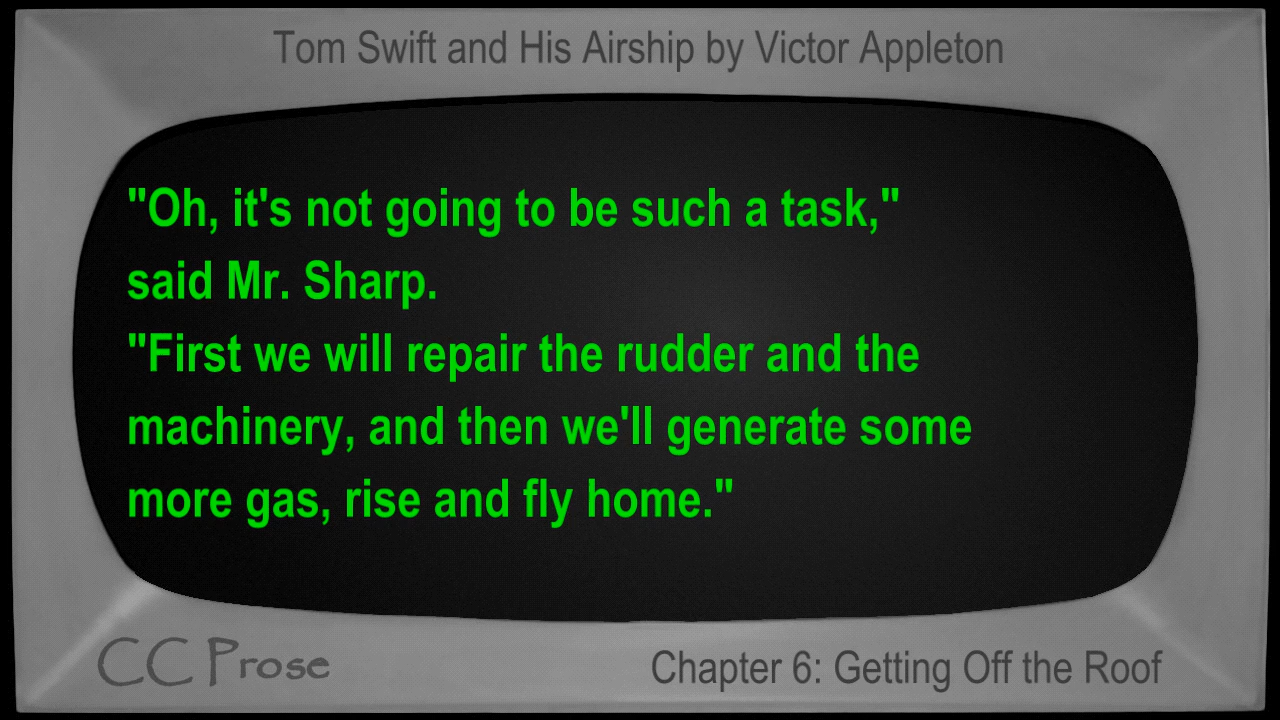 Tom Swift and His Airship by Victor Appleton
"Oh, it's not going to be such a task,"
said Mr. Sharp.
"First we will repair the rudder and the
machinery, and then we'll generate some
more gas, rise and fly home."
CC Prose
Chapter 6: Getting Off the Roof